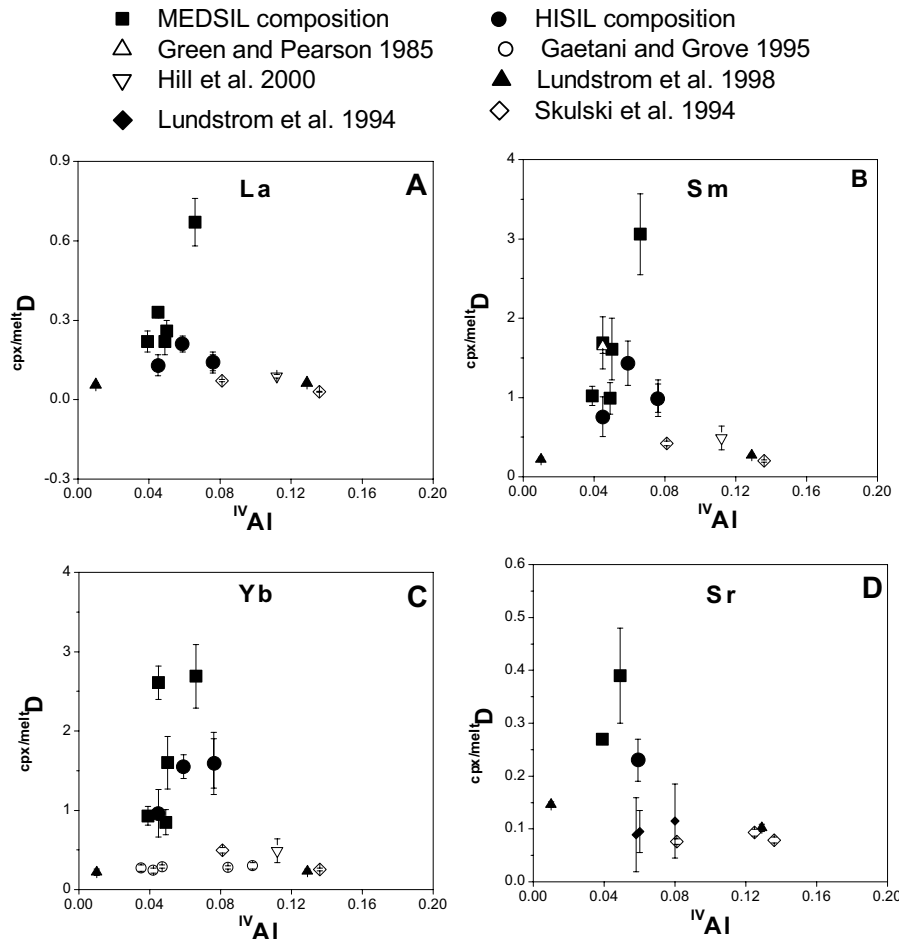 MEDSIL composition
HISIL composition
Green and Pearson 1985
Gaetani and Grove 1995
Hill et al. 2000
Lundstrom et al. 1998
Lundstrom et al. 1994
Skulski et al. 1994
La
A
0.9
0.6
0.3
0.0
-0.3
cpx/meltD
0.00 0.04 0.08 0.12 0.16 0.20
IVAl
Sm
B
4
3
2
1
0
cpx/meltD
0.00 0.04 0.08 0.12 0.16 0.20
IVAl
Yb
C
4
3
2
1
0
cpx/meltD
0.00 0.04 0.08 0.12 0.16 0.20
IVAl
Sr
D
0.6
0.5
0.4
0.3
0.2
0.1
0.0
cpx/meltD
0.00 0.04 0.08 0.12 0.16 0.20
IVAl